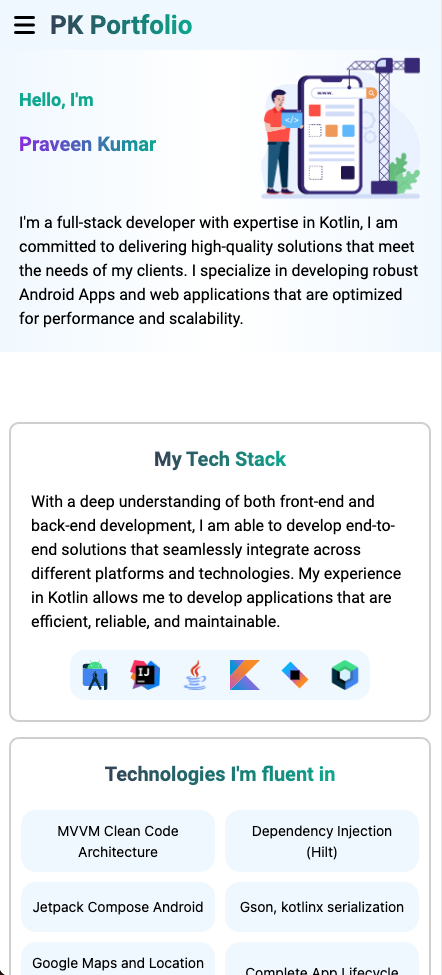 PK Portfolio
Hello, I'm
Praveen Kumar
www.
</>
I'm a full-stack developer with expertise in Kotlin, I am
committed to delivering high-quality solutions that meet
the needs of my clients. I specialize in developing robust
Android Apps and web applications that are optimized
for performance and scalability.
My Tech Stack
With a deep understanding of both front-end and
back-end development, I am able to develop end-to-
end solutions that seamlessly integrate across
different platforms and technologies. My experience
in Kotlin allows me to develop applications that are
efficient, reliable, and maintainable.
IJ
Technologies I'm fluent in
MVVM Clean Code
Architecture
Dependency Injection
(Hilt)
Jetpack Compose Android
Gson, kotlinx serialization
Google Maps and Location
Complete App Lifecycle